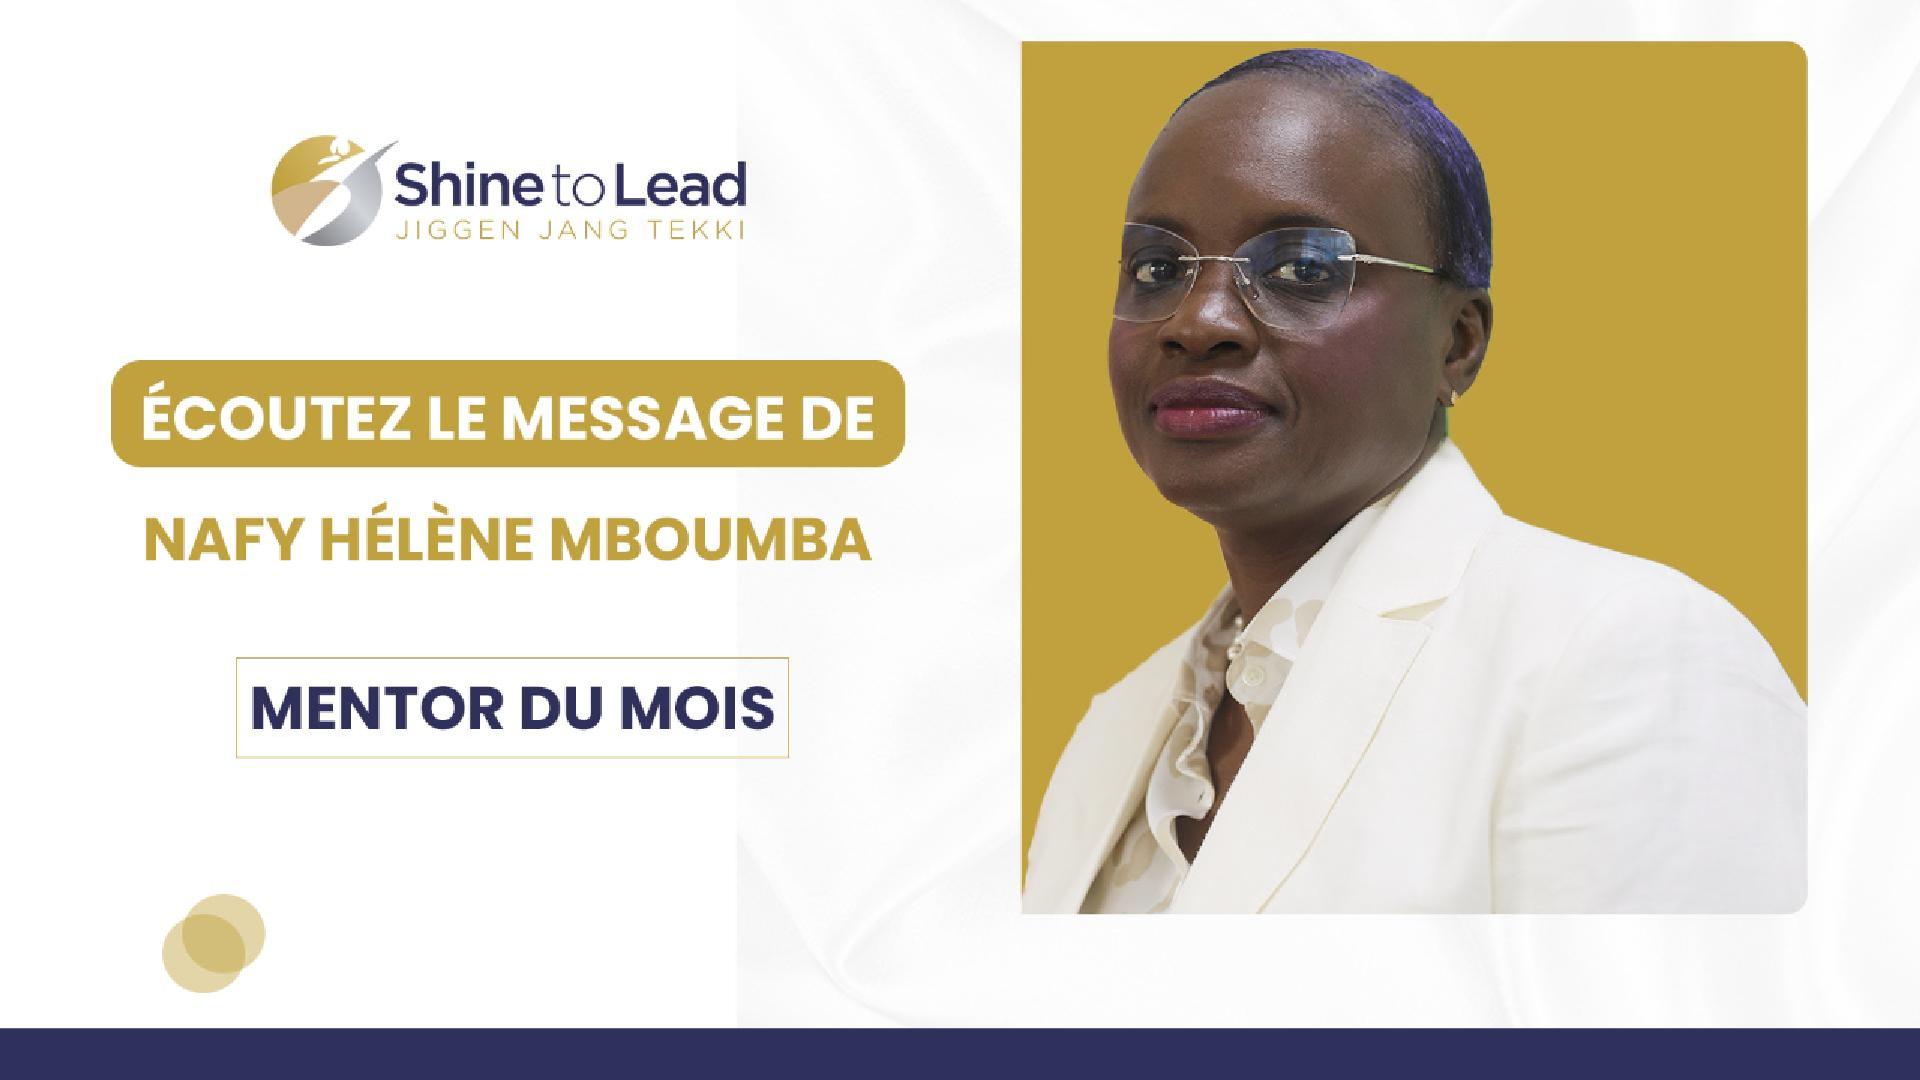 Shine to Lead
JIGGEN JANG TEKKI
ÉCOUTEZ LE MESSAGE DE
NAFY HÉLÈNE MBOUMBA
MENTOR DU MOIS